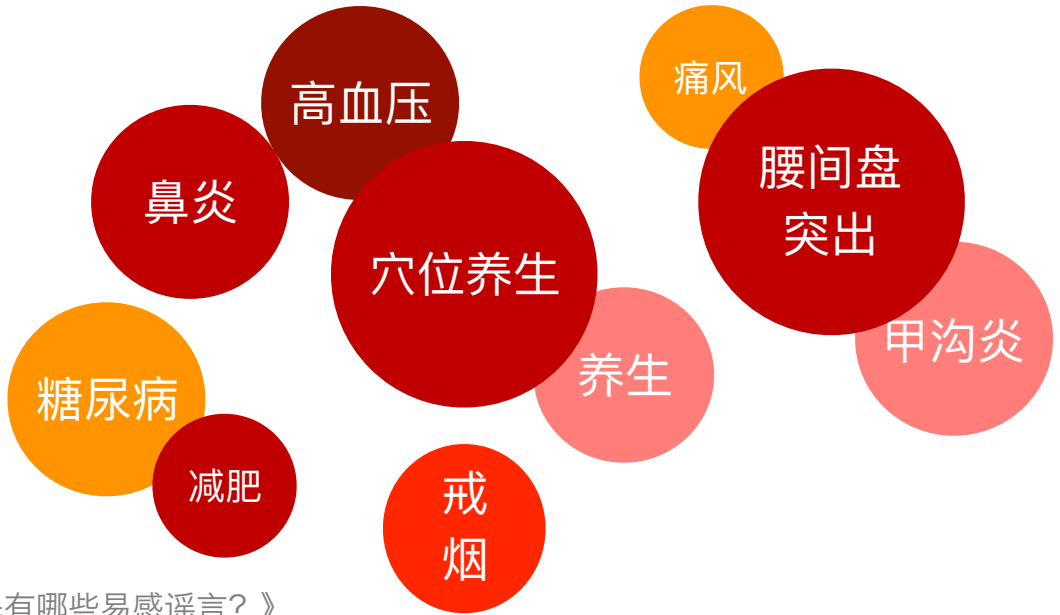 高血压
痛风
鼻炎
腰间盘
突出
穴位养生
甲沟炎
养生
糖尿病
减肥
戒
烟
有哪些易感谣言？》